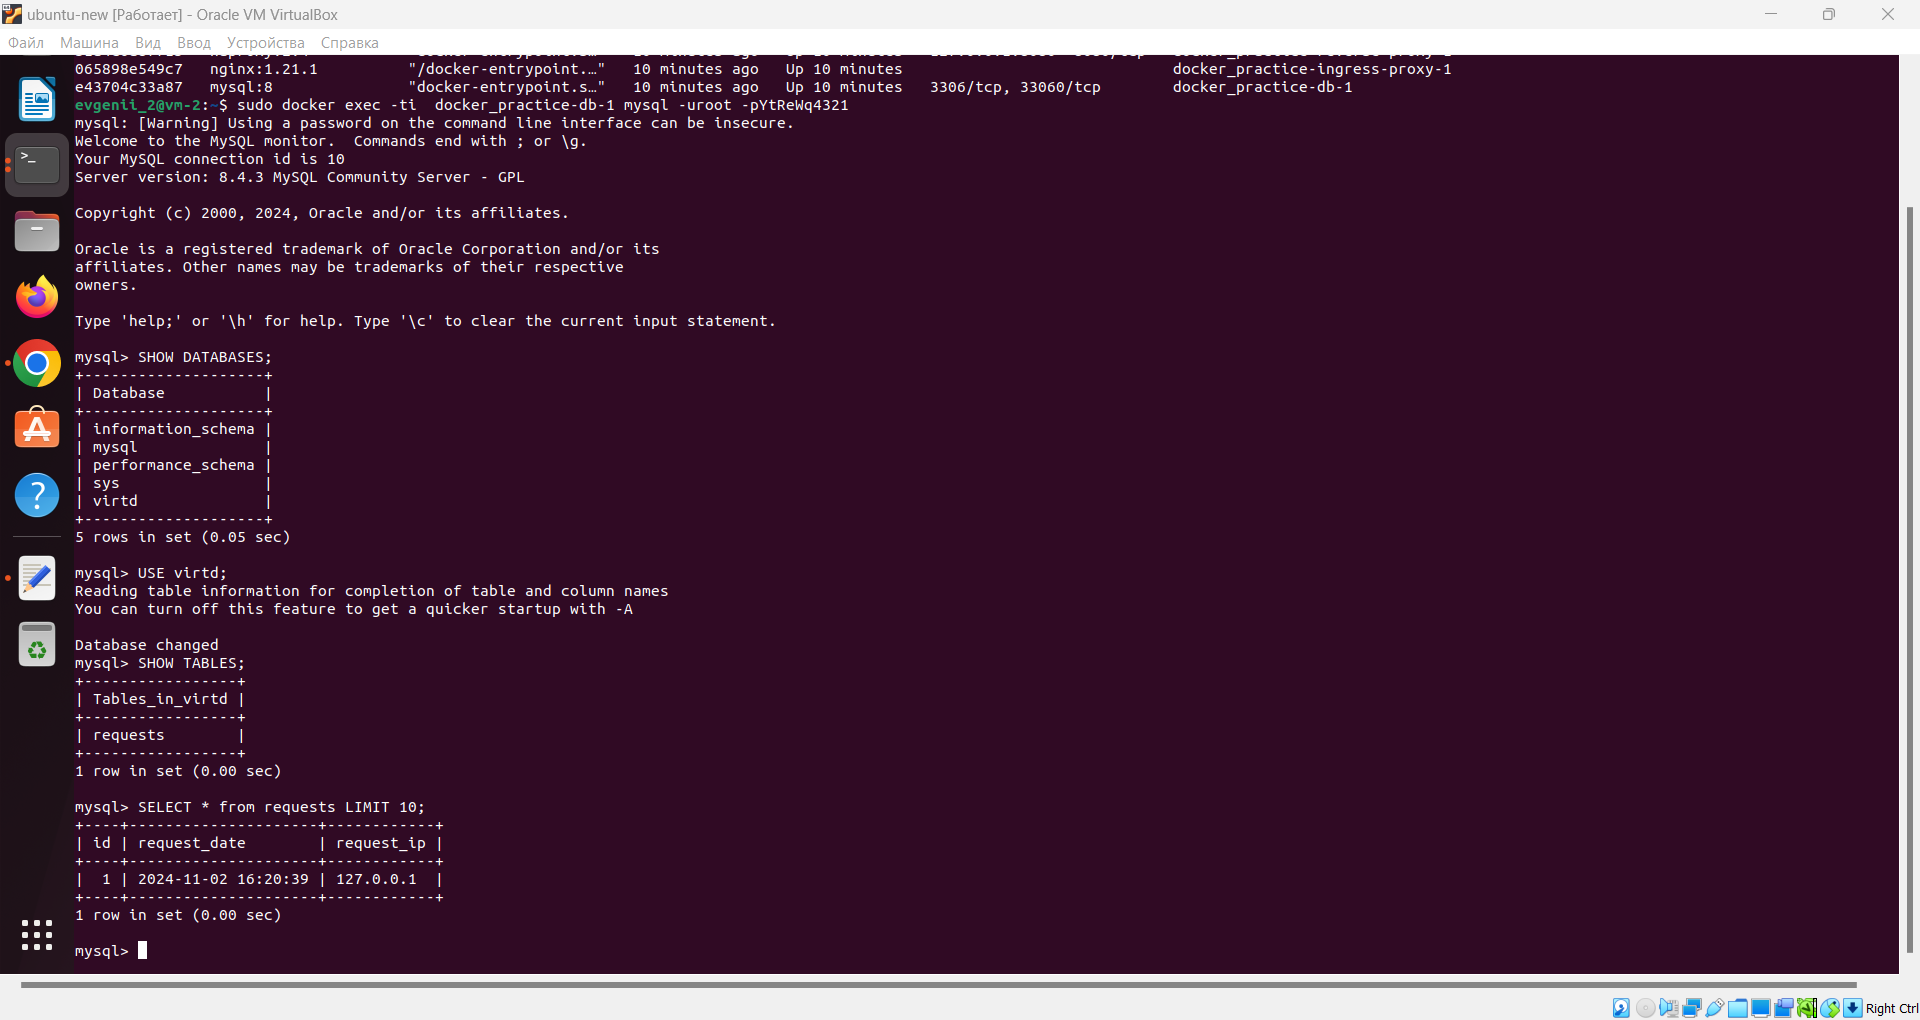 ubuntu-new [Работает] - Oracle VM VirtualBox
Файл Машина Вид Ввод Устройства Справка
065898e549c7   nginx:1.21.1          "/docker-entrypoint.…"   10 minutes ago   Up 10 minutes                              docker_practice-ingress-proxy-1
e43704c33a87   mysql:8               "docker-entrypoint.s…"   10 minutes ago   Up 10 minutes   3306/tcp, 33060/tcp        docker_practice-db-1
evgenii_2@vm-2:~$ sudo docker exec -ti  docker_practice-db-1 mysql -uroot -pYtReWq4321
mysql: [Warning] Using a password on the command line interface can be insecure.
Welcome to the MySQL monitor.  Commands end with ; or \g.
Your MySQL connection id is 10
Server version: 8.4.3 MySQL Community Server - GPL
Copyright (c) 2000, 2024, Oracle and/or its affiliates.
Oracle is a registered trademark of Oracle Corporation and/or its
affiliates. Other names may be trademarks of their respective
owners.
Type 'help;' or '\h' for help. Type '\c' to clear the current input statement.
mysql> SHOW DATABASES;
+--------------------+
| Database           |
+--------------------+
| information_schema |
| mysql              |
| performance_schema |
| sys                |
| virtd              |
+--------------------+
5 rows in set (0.05 sec)
mysql> USE virtd;
Reading table information for completion of table and column names
You can turn off this feature to get a quicker startup with -A
Database changed
mysql> SHOW TABLES;
+-----------------+
| Tables_in_virtd |
+-----------------+
| requests        |
+-----------------+
1 row in set (0.00 sec)
mysql> SELECT * from requests LIMIT 10;
+----+---------------------+------------+
| id | request_date        | request_ip |
+----+---------------------+------------+
|  1 | 2024-11-02 16:20:39 | 127.0.0.1  |
+----+---------------------+------------+
1 row in set (0.00 sec)
mysql>
Right Ctrl